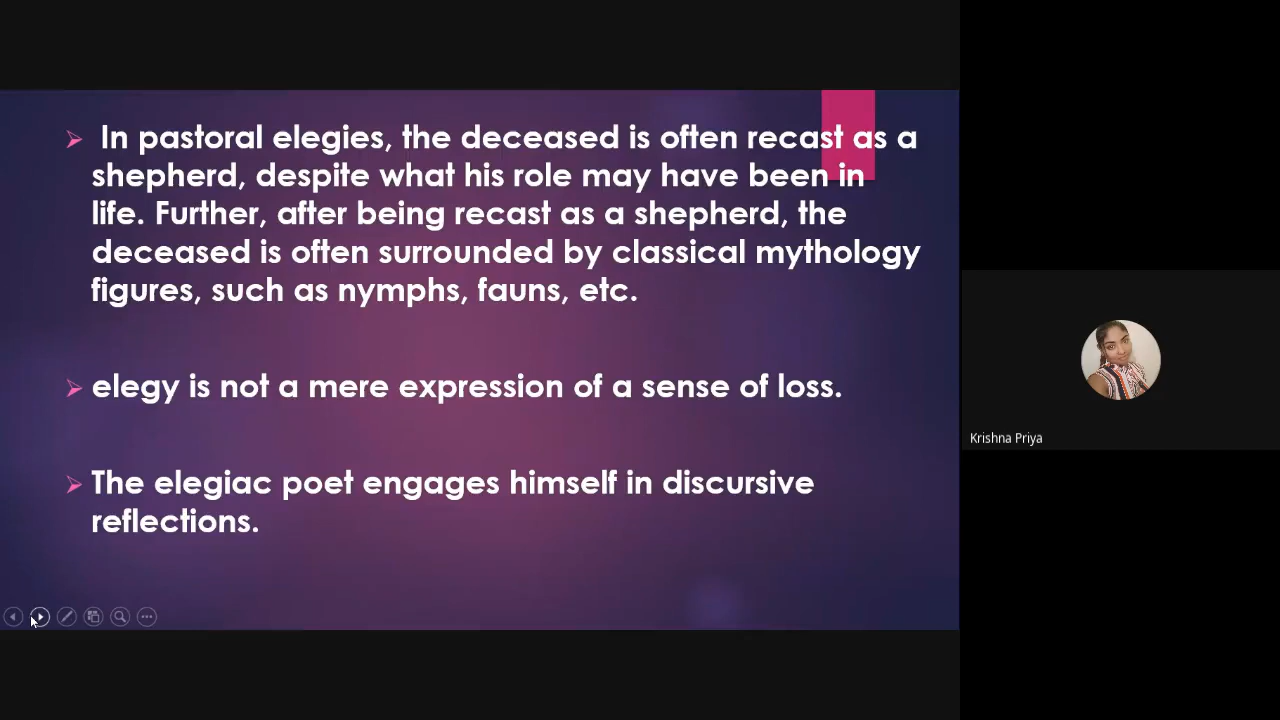 In pastoral elegies, the deceased is often recast as a
shepherd, despite what his role may have been in
life. Further, after being recast as a shepherd, the
deceased is often surrounded by classical mythology
figures, such as nymphs, fauns, etc.
elegy is not a mere expression of a sense of loss.
The elegiac poet engages himself in discursive
reflections.
Krishna Priya